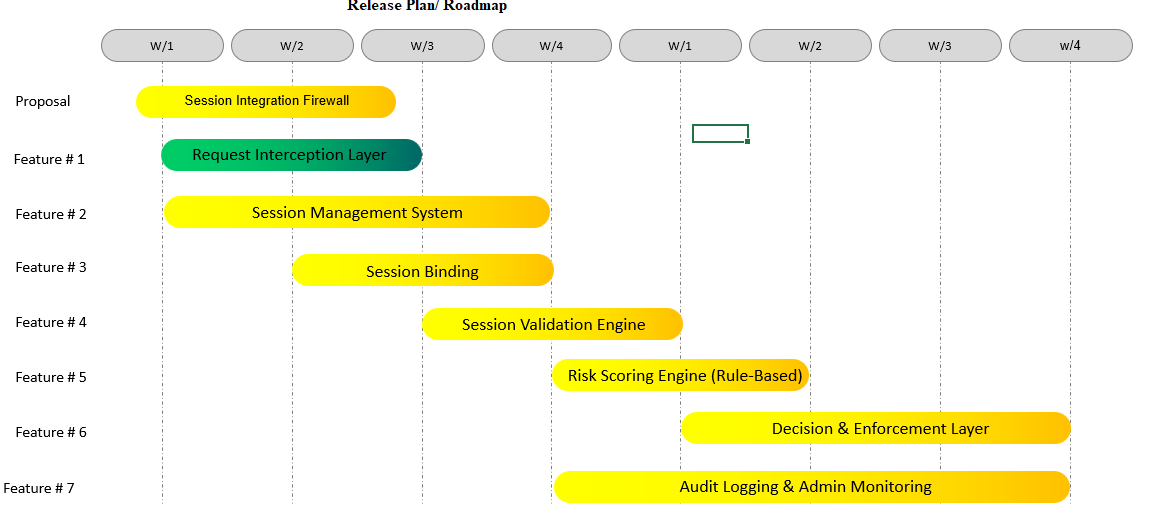 Release Plan/ Roadmap
W/1 W/2 W/3 W/4 W/1 W/2 W/3 w/4
Proposal Session Integration Firewall
Feature # 1 Request Interception Layer
Feature # 2 Session Management System
Feature # 3 Session Binding
Feature # 4 Session Validation Engine
Feature # 5 Risk Scoring Engine (Rule-Based)
Feature # 6 Decision & Enforcement Layer
Feature # 7 Audit Logging & Admin Monitoring